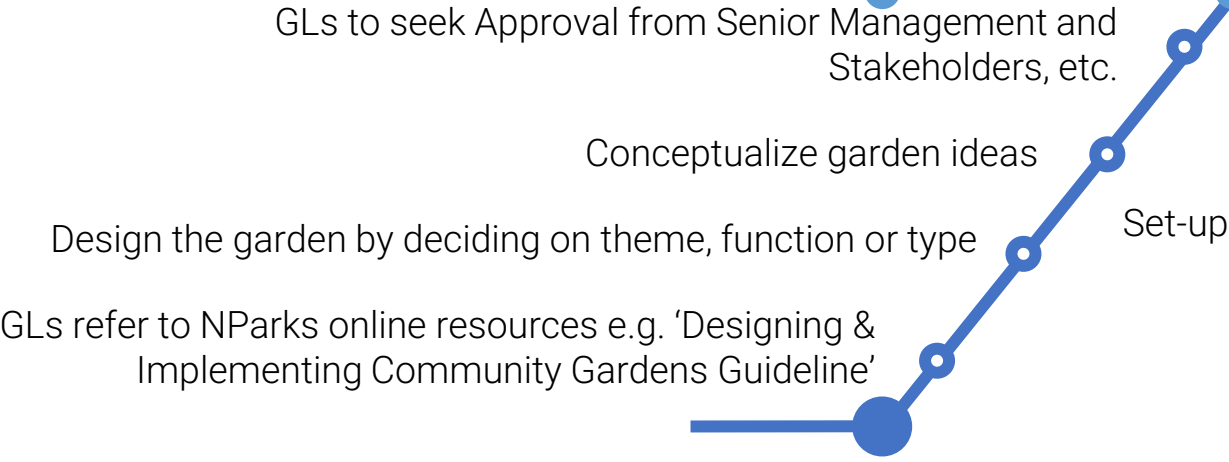 GLs to seek Approval from Senior Management and
Stakeholders, etc.
Conceptualize garden ideas
Set-up
Design the garden by deciding on theme, function or type
GLs refer to NParks online resources e.g. ‘Designing &
Implementing Community Gardens Guideline’